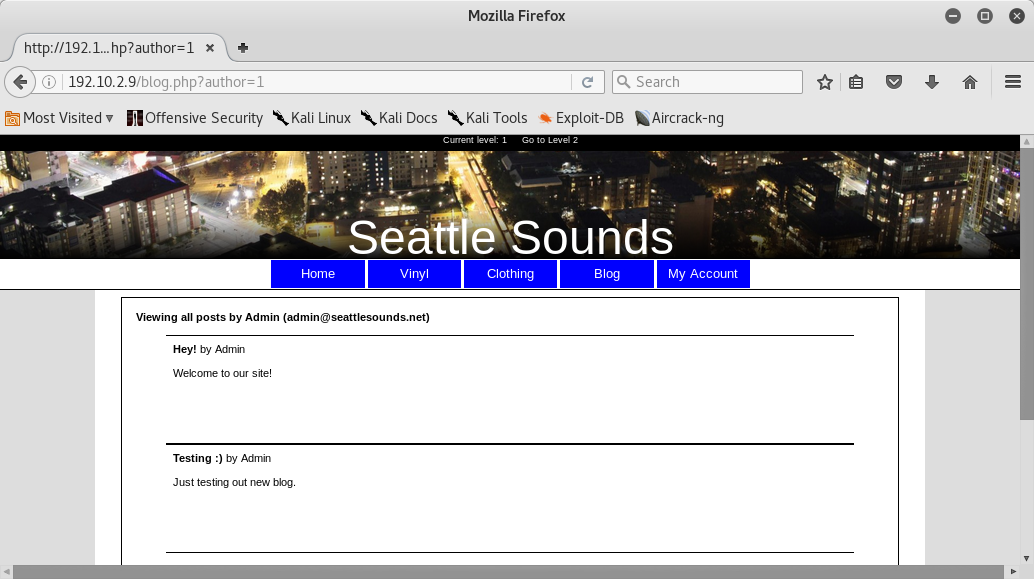 Mozilla Firefox
http://192.1...hp?author=1
192.10.2.9/blog.php?author=1
Search
Most Visited
Offensive Security
Kali Linux
Kali Docs
Kali Tools
Exploit-DB
Aircrack-ng
Current level: 1 Go to Level 2
Seattle Sounds
Home Vinyl Clothing Blog My Account
Viewing all posts by Admin (admin@seattlesounds.net)
Hey! by Admin
Welcome to our site!
Testing :) by Admin
Just testing out new blog.